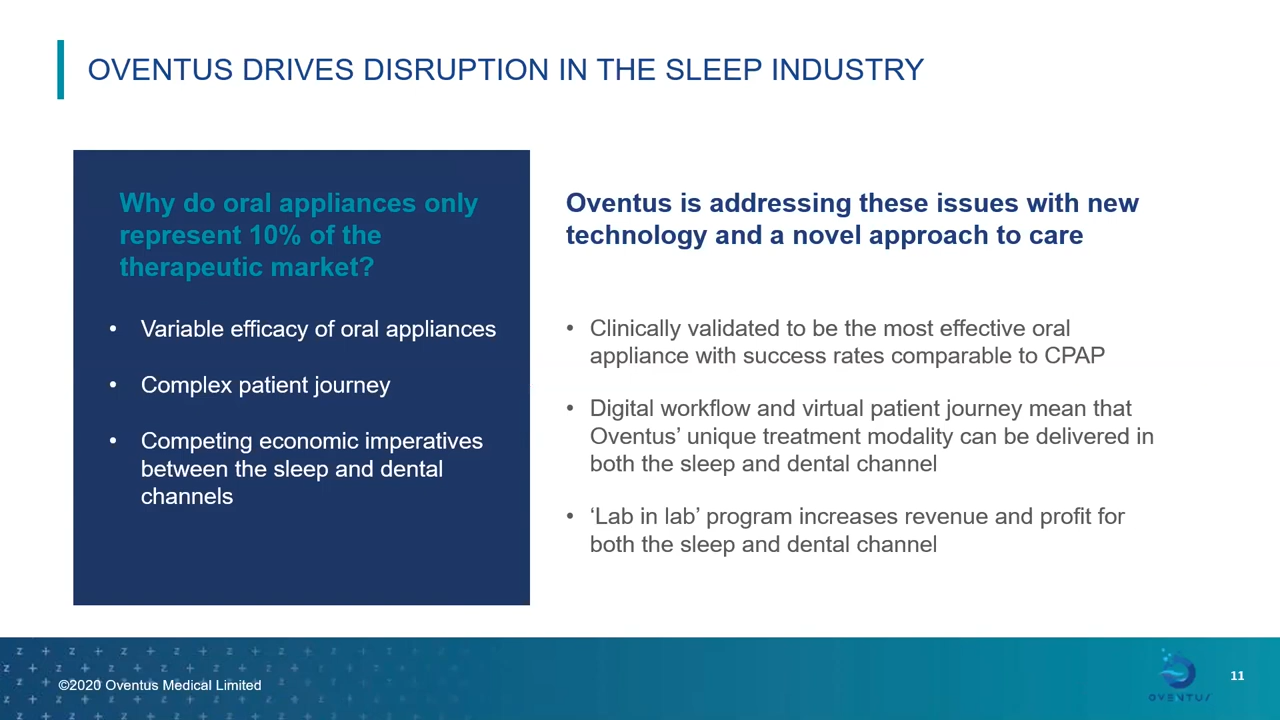 OVENTUS DRIVES DISRUPTION IN THE SLEEP INDUSTRY
Why do oral appliances only
represent 10% of the
therapeutic market?
• Variable efficacy of oral appliances
• Complex patient journey
• Competing economic imperatives
between the sleep and dental
channels
Oventus is addressing these issues with new
technology and a novel approach to care
• Clinically validated to be the most effective oral
appliance with success rates comparable to CPAP
• Digital workflow and virtual patient journey mean that
Oventus’ unique treatment modality can be delivered in
both the sleep and dental channel
• ‘Lab in lab’ program increases revenue and profit for
both the sleep and dental channel
©2020 Oventus Medical Limited
OVENTUS
11